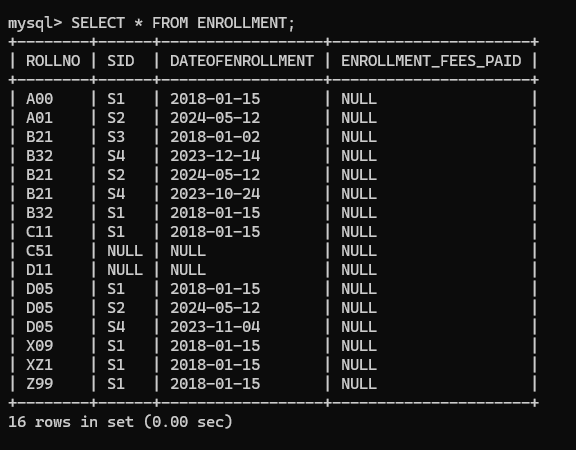 mysql> SELECT * FROM ENROLLMENT;
+--------+------+------------------+----------------------+
| ROLLNO | SID  | DATEOFENROLLMENT | ENROLLMENT_FEES_PAID |
+--------+------+------------------+----------------------+
| A00    | S1   | 2018-01-15       | NULL                 |
| A01    | S2   | 2024-05-12       | NULL                 |
| B21    | S3   | 2018-01-02       | NULL                 |
| B32    | S4   | 2023-12-14       | NULL                 |
| B21    | S2   | 2024-05-12       | NULL                 |
| B21    | S4   | 2023-10-24       | NULL                 |
| B32    | S1   | 2018-01-15       | NULL                 |
| C11    | S1   | 2018-01-15       | NULL                 |
| C51    | NULL | NULL             | NULL                 |
| D11    | NULL | NULL             | NULL                 |
| D05    | S1   | 2018-01-15       | NULL                 |
| D05    | S2   | 2024-05-12       | NULL                 |
| D05    | S4   | 2023-11-04       | NULL                 |
| X09    | S1   | 2018-01-15       | NULL                 |
| XZ1    | S1   | 2018-01-15       | NULL                 |
| Z99    | S1   | 2018-01-15       | NULL                 |
+--------+------+------------------+----------------------+
16 rows in set (0.00 sec)